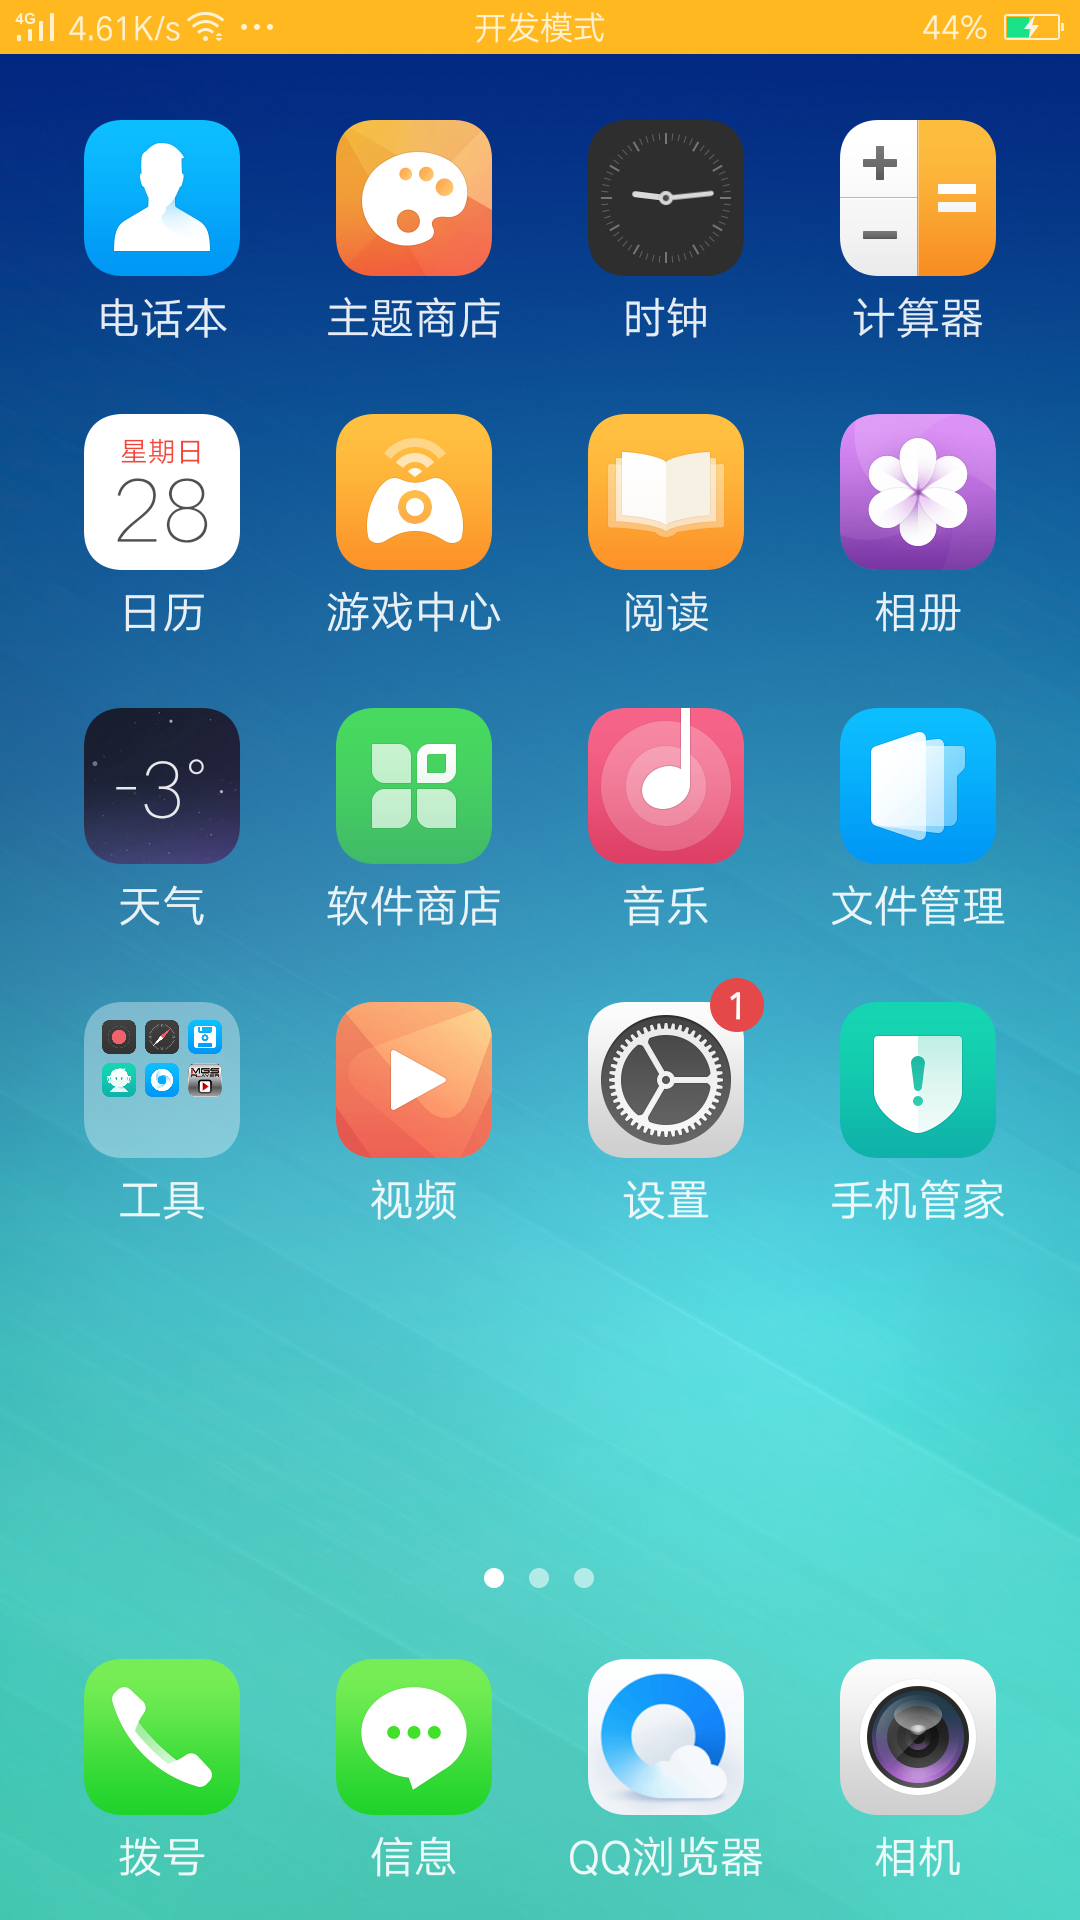 4G 4.61K/s ... 开发模式 44%
电话本 主题商店 时钟 计算器
星期日
28
日历 游戏中心 阅读 相册
-3°
天气 软件商店 音乐 文件管理
1
工具 视频 设置 手机管家
拨号 信息 QQ浏览器 相机